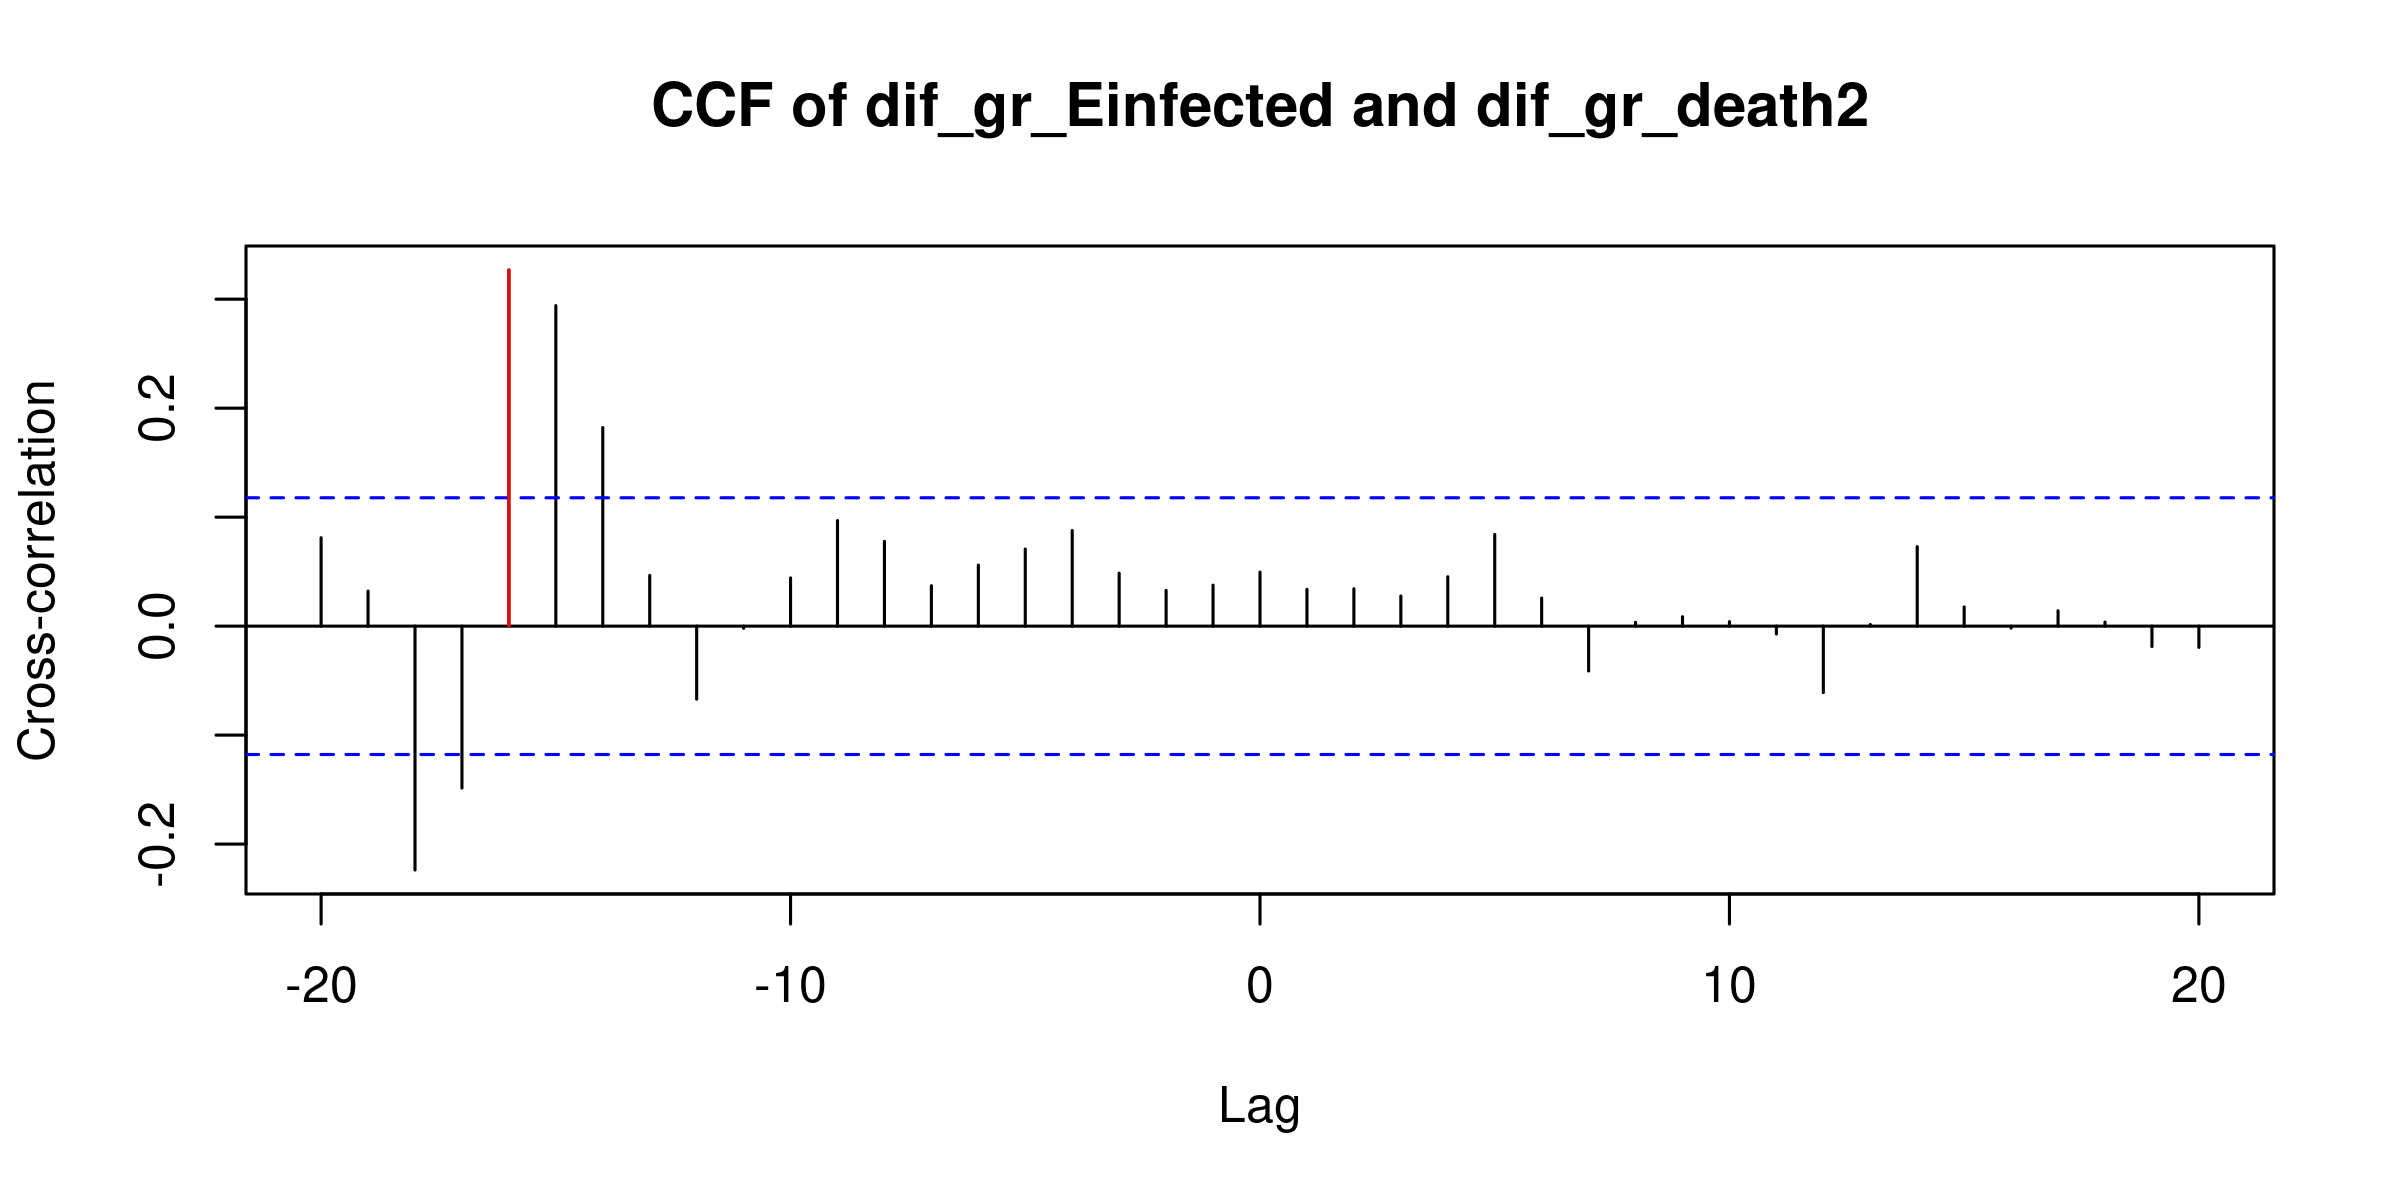 CCF of dif_gr_Einfected and dif_gr_death2
Cross-correlation
0.2
0.0
-0.2
-20 -10 0 10 20
Lag